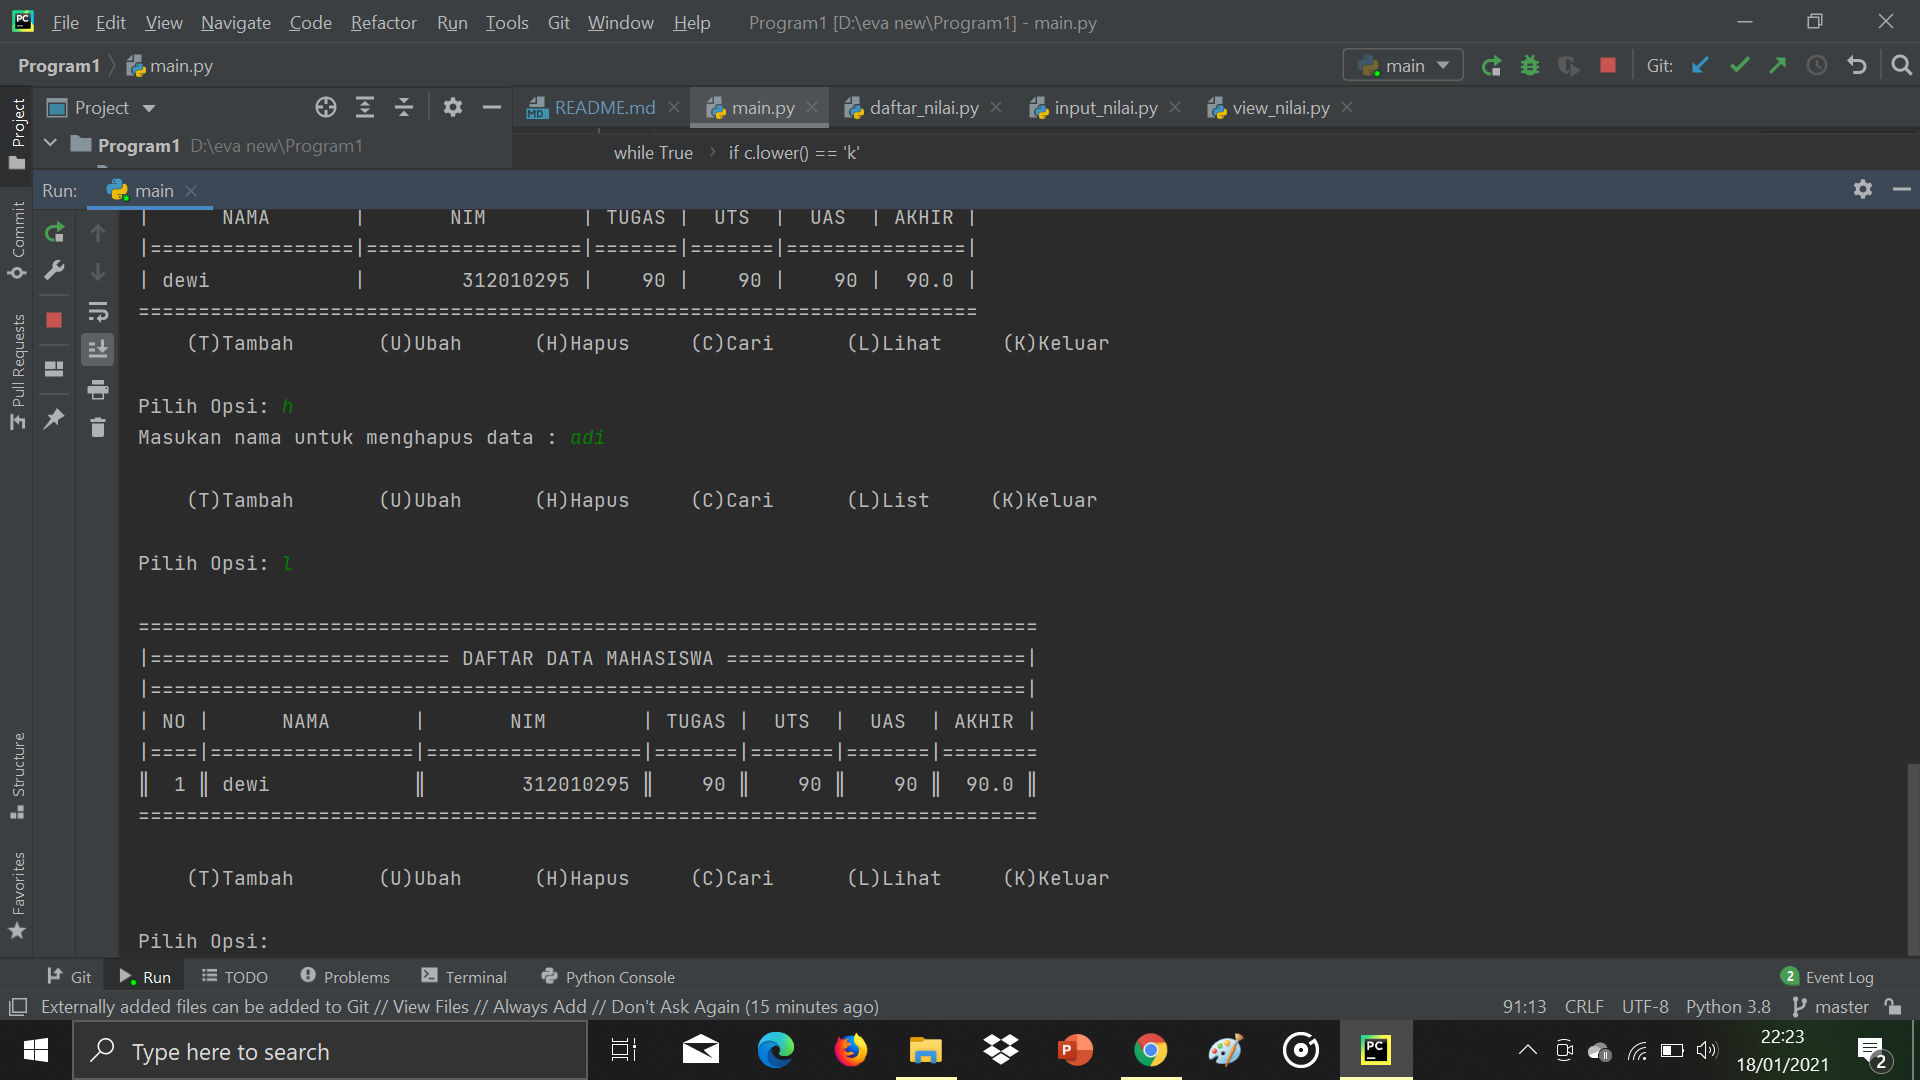 File Edit View Navigate Code Refactor Run Tools Git Window Help Program1 [D:\eva new\Program1] - main.py
Program1 main.py main Git:
Project README.md main.py daftar_nilai.py input_nilai.py view_nilai.py
Program1 D:\eva new\Program1
while True if c.lower() == 'k'
Run: main
Project
Commit
Pull Requests
Structure
Favorites
| NAMA | NIM | TUGAS | UTS | UAS | AKHIR |
|=================|==================|=======|=======|===============|
| dewi | 312010295 | 90 | 90 | 90 | 90.0 |
======================================================================
(T)Tambah (U)Ubah (H)Hapus (C)Cari (L)Lihat (K)Keluar
Pilih Opsi: h
Masukan nama untuk menghapus data : adi
(T)Tambah (U)Ubah (H)Hapus (C)Cari (L)List (K)Keluar
Pilih Opsi: l
===========================================================================
|========================= DAFTAR DATA MAHASISWA =========================|
|=========================================================================|
| NO | NAMA | NIM | TUGAS | UTS | UAS | AKHIR |
|====|=================|==================|=======|=======|=======|========
║ 1 ║ dewi ║ 312010295 ║ 90 ║ 90 ║ 90 ║ 90.0 ║
===========================================================================
(T)Tambah (U)Ubah (H)Hapus (C)Cari (L)Lihat (K)Keluar
Pilih Opsi:
Git Run TODO Problems Terminal Python Console 2 Event Log
Externally added files can be added to Git // View Files // Always Add // Don't Ask Again (15 minutes ago) 91:13 CRLF UTF-8 Python 3.8 master
Type here to search
22:23
18/01/2021
2